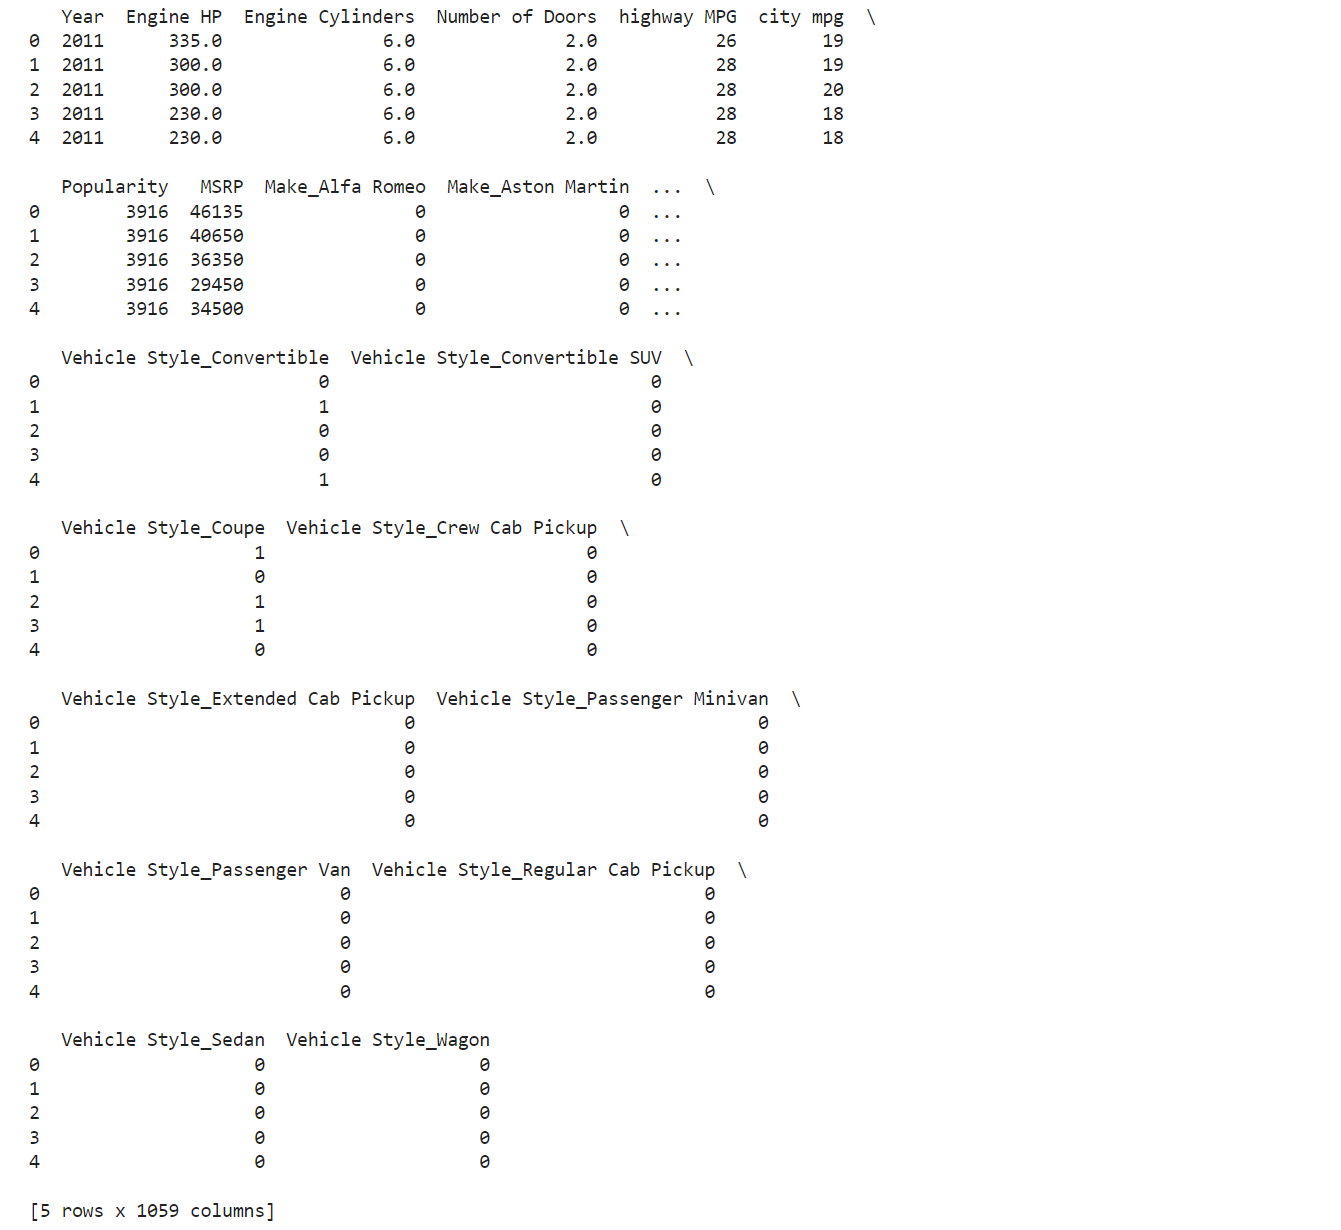 Year  Engine HP  Engine Cylinders  Number of Doors  highway MPG  city mpg  \
0  2011      335.0               6.0              2.0           26        19
1  2011      300.0               6.0              2.0           28        19
2  2011      300.0               6.0              2.0           28        20
3  2011      230.0               6.0              2.0           28        18
4  2011      230.0               6.0              2.0           28        18

   Popularity   MSRP  Make_Alfa Romeo  Make_Aston Martin  ...  \
0        3916  46135                0                  0  ...
1        3916  40650                0                  0  ...
2        3916  36350                0                  0  ...
3        3916  29450                0                  0  ...
4        3916  34500                0                  0  ...

   Vehicle Style_Convertible  Vehicle Style_Convertible SUV  \
0                          0                              0
1                          1                              0
2                          0                              0
3                          0                              0
4                          1                              0

   Vehicle Style_Coupe  Vehicle Style_Crew Cab Pickup  \
0                    1                              0
1                    0                              0
2                    1                              0
3                    1                              0
4                    0                              0

   Vehicle Style_Extended Cab Pickup  Vehicle Style_Passenger Minivan  \
0                                  0                                0
1                                  0                                0
2                                  0                                0
3                                  0                                0
4                                  0                                0

   Vehicle Style_Passenger Van  Vehicle Style_Regular Cab Pickup  \
0                            0                                 0
1                            0                                 0
2                            0                                 0
3                            0                                 0
4                            0                                 0

   Vehicle Style_Sedan  Vehicle Style_Wagon
0                    0                    0
1                    0                    0
2                    0                    0
3                    0                    0
4                    0                    0

[5 rows x 1059 columns]